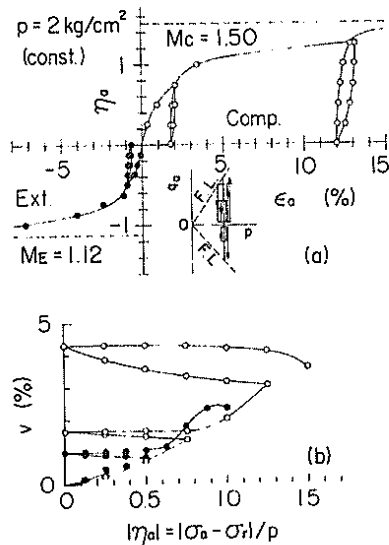 p = 2 kg/cm²
(const.)
Mc = 1.50
1
ηa
Comp.
-5
5
10
15
Ext.
εa (%)
qa
F.L.
0
p
F.L.
-1
ME = 1.12
(a)
5
v (%)
0
(b)
0
0.5
1.0
1.5
|ηa| = |σa - σr| / p